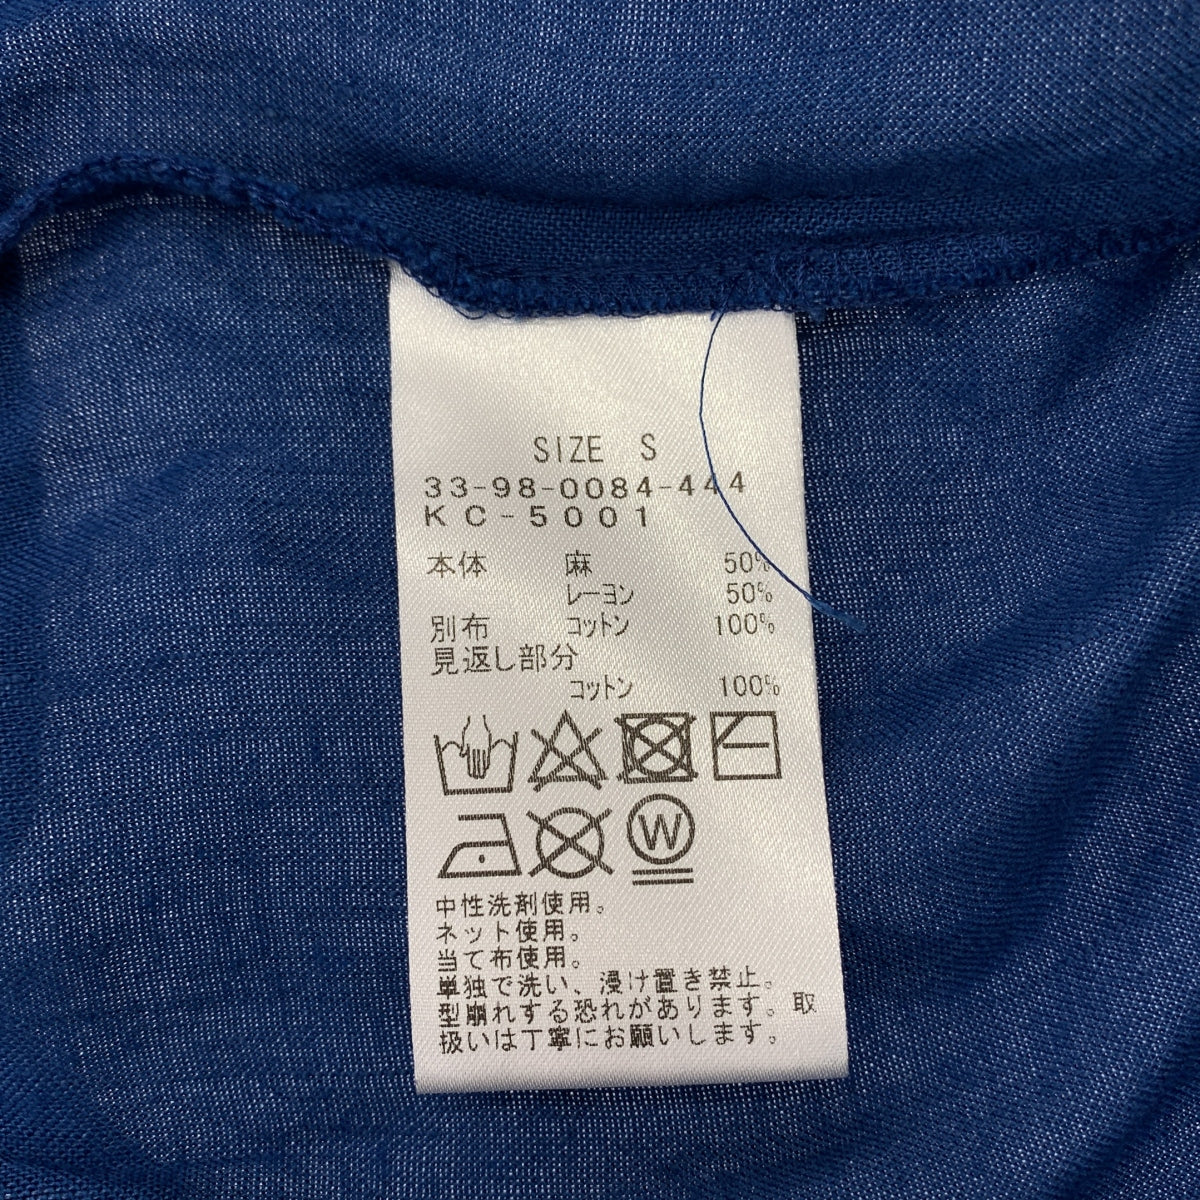 SIZE S
33-98-0084-444
KC-5001
本体 麻 50%
レーヨン 50%
別布 コットン 100%
見返し部分
コットン 100%
W
中性洗剤使用。
ネット使用。
当て布使用。
単独で洗い、浸け置き禁止。
型崩れする恐れがあります。取
扱いは丁寧にお願いします。